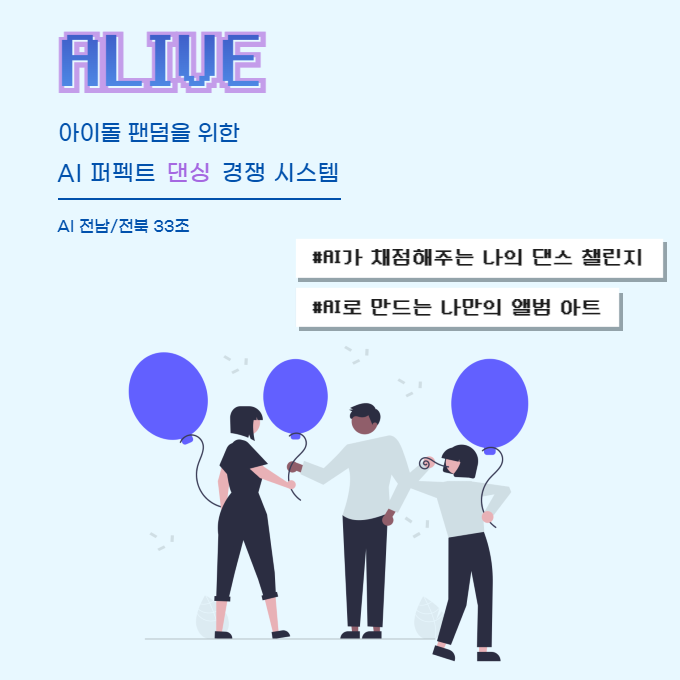 ALIVE
아이돌 팬덤을 위한
AI 퍼펙트 댄싱 경쟁 시스템
AI 전남/전북 33조
#AI가 채점해주는 나의 댄스 챌린지
#AI로 만드는 나만의 앨범 아트